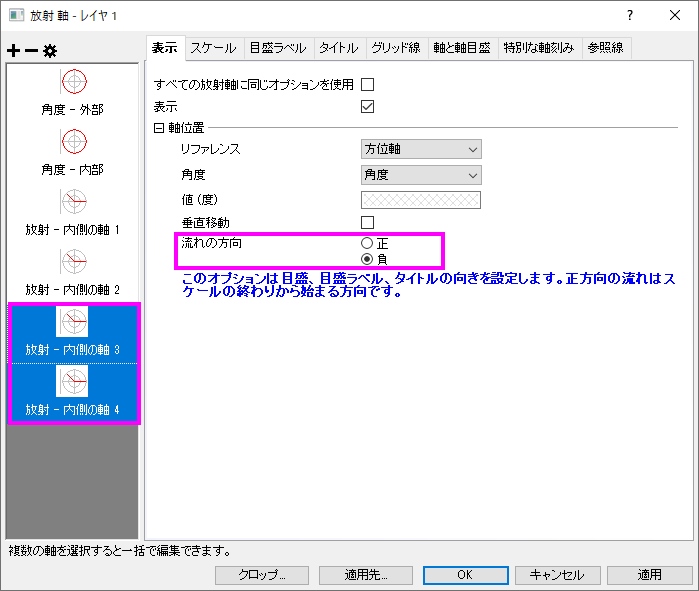 放射 軸 - レイヤ 1
?
表示 スケール 目盛ラベル タイトル グリッド線 軸と軸目盛 特別な軸刻み 参照線
角度 - 外部
角度 - 内部
放射 - 内側の軸 1
放射 - 内側の軸 2
放射 - 内側の軸 3
放射 - 内側の軸 4
すべての放射軸に同じオプションを使用
表示
軸位置
リファレンス 方位軸
角度 角度
値 (度)
垂直移動
流れの方向 正
負
このオプションは目盛、目盛ラベル、タイトルの向きを設定します。正方向の流れはス
ケールの終わりから始まる方向です。
複数の軸を選択すると一括で編集できます。
クロップ... 適用先... OK キャンセル 適用